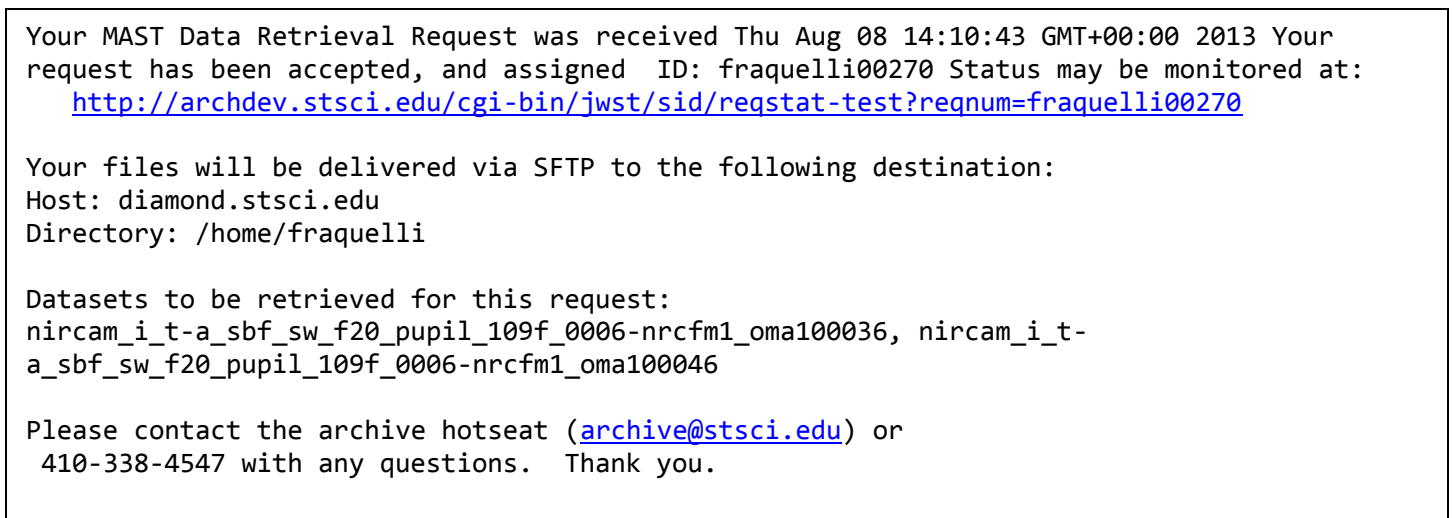 Your MAST Data Retrieval Request was received Thu Aug 08 14:10:43 GMT+00:00 2013 Your
request has been accepted, and assigned  ID: fraquelli00270 Status may be monitored at:
http://archdev.stsci.edu/cgi-bin/jwst/sid/reqstat-test?reqnum=fraquelli00270
Your files will be delivered via SFTP to the following destination:
Host: diamond.stsci.edu
Directory: /home/fraquelli
Datasets to be retrieved for this request:
nircam_i_t-a_sbf_sw_f20_pupil_109f_0006-nrcfm1_oma100036, nircam_i_t-
a_sbf_sw_f20_pupil_109f_0006-nrcfm1_oma100046
Please contact the archive hotseat (archive@stsci.edu) or
410-338-4547 with any questions.  Thank you.